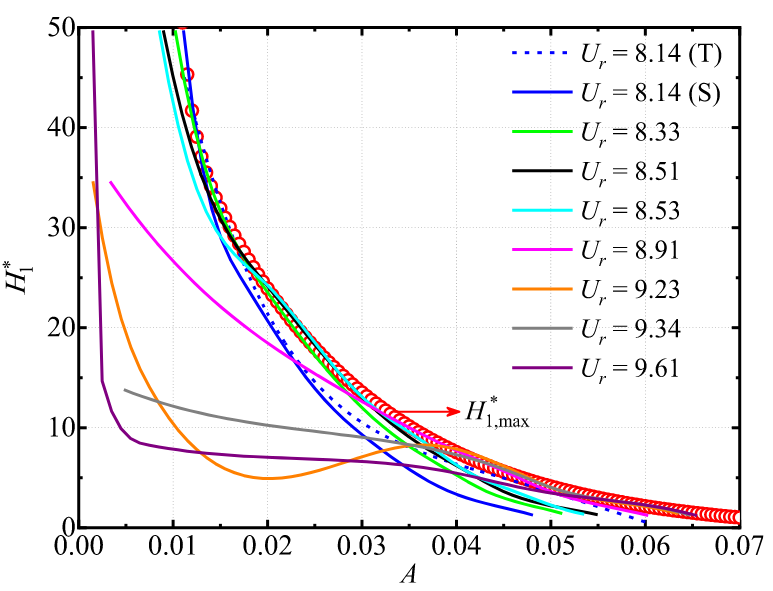 50
40
30
20
10
0
H₁*
Uᵣ = 8.14 (T)
Uᵣ = 8.14 (S)
Uᵣ = 8.33
Uᵣ = 8.51
Uᵣ = 8.53
Uᵣ = 8.91
Uᵣ = 9.23
Uᵣ = 9.34
Uᵣ = 9.61
H*₁,max
0.00 0.01 0.02 0.03 0.04 0.05 0.06 0.07
A